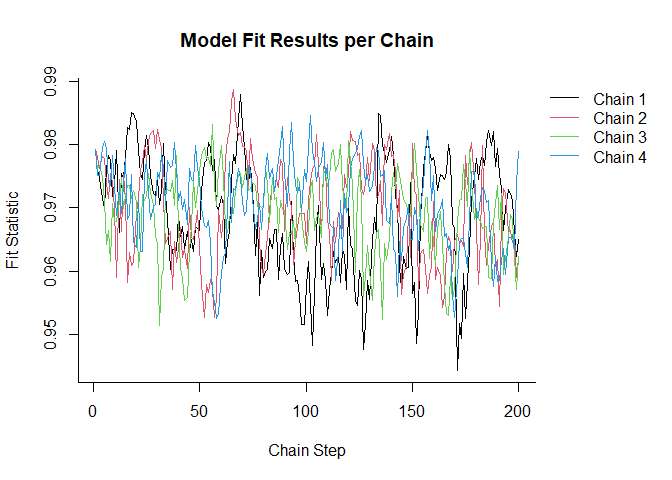 Model Fit Results per Chain
Fit Statistic
0.99
0.98
0.97
0.96
0.95
0
50
100
150
200
Chain Step
Chain 1
Chain 2
Chain 3
Chain 4